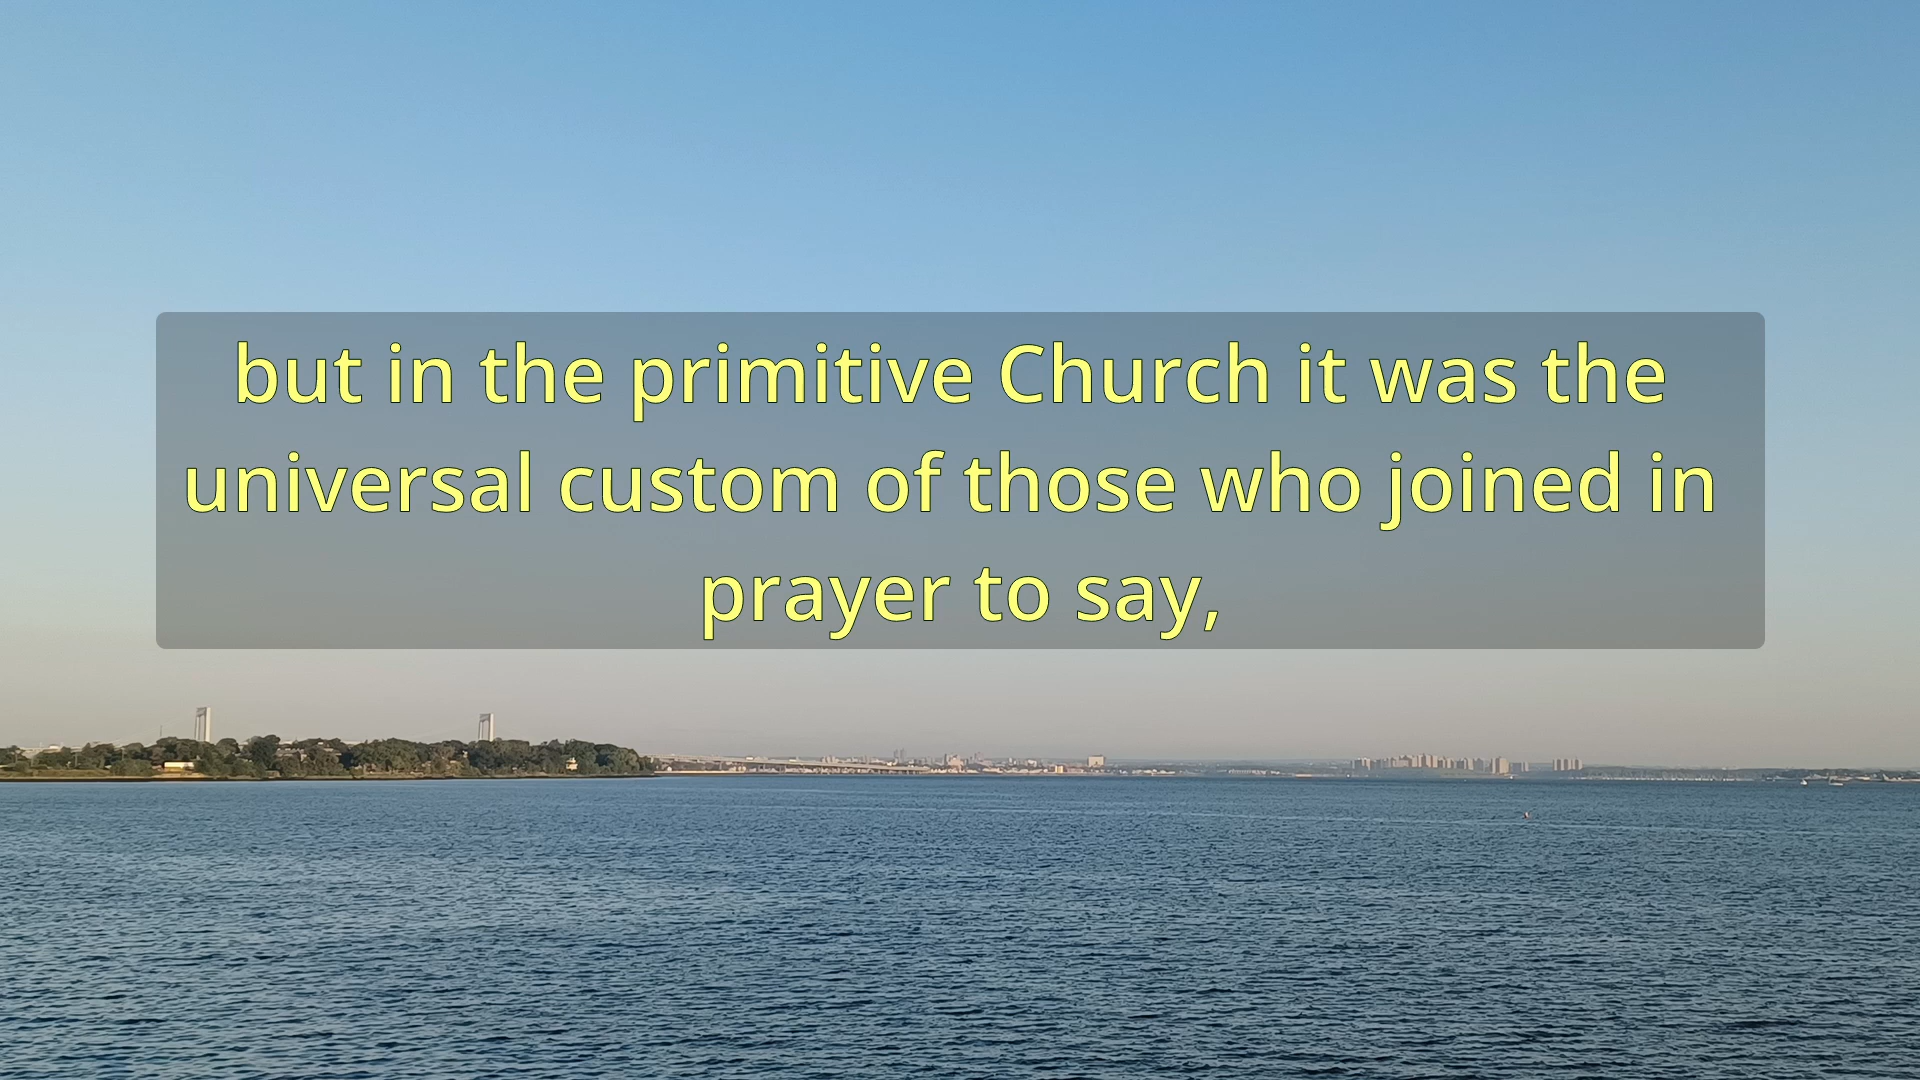 but in the primitive Church it was the
universal custom of those who joined in
prayer to say,